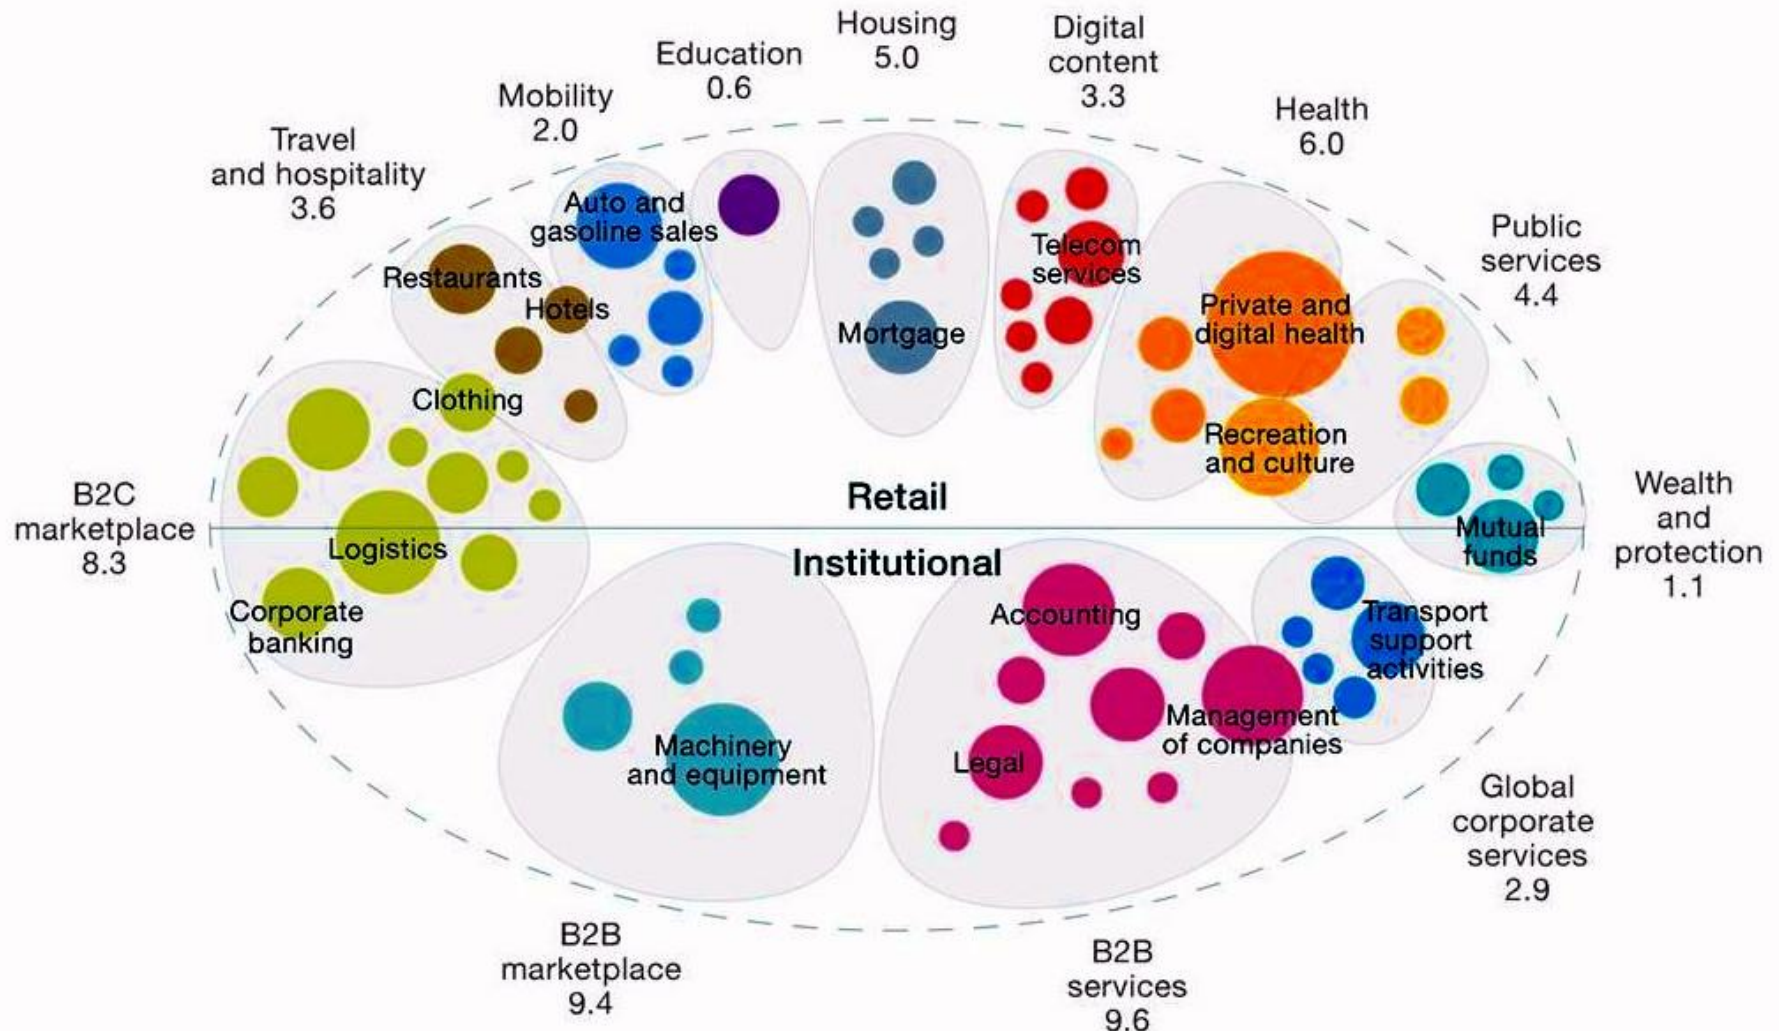 Housing
5.0
Digital
content
3.3
Education
0.6
Mobility
2.0
Health
6.0
Travel
and hospitality
3.6
Public
services
4.4
Auto and
gasoline sales
Restaurants
Hotels
Telecom
services
Private and
digital health
Mortgage
Clothing
Recreation
and culture
B2C
marketplace
8.3
Retail
Wealth
and
protection
1.1
Mutual
funds
Logistics
Institutional
Corporate
banking
Accounting
Transport
support
activities
Management
of companies
Machinery
and equipment
Legal
Global
corporate
services
2.9
B2B
marketplace
9.4
B2B
services
9.6